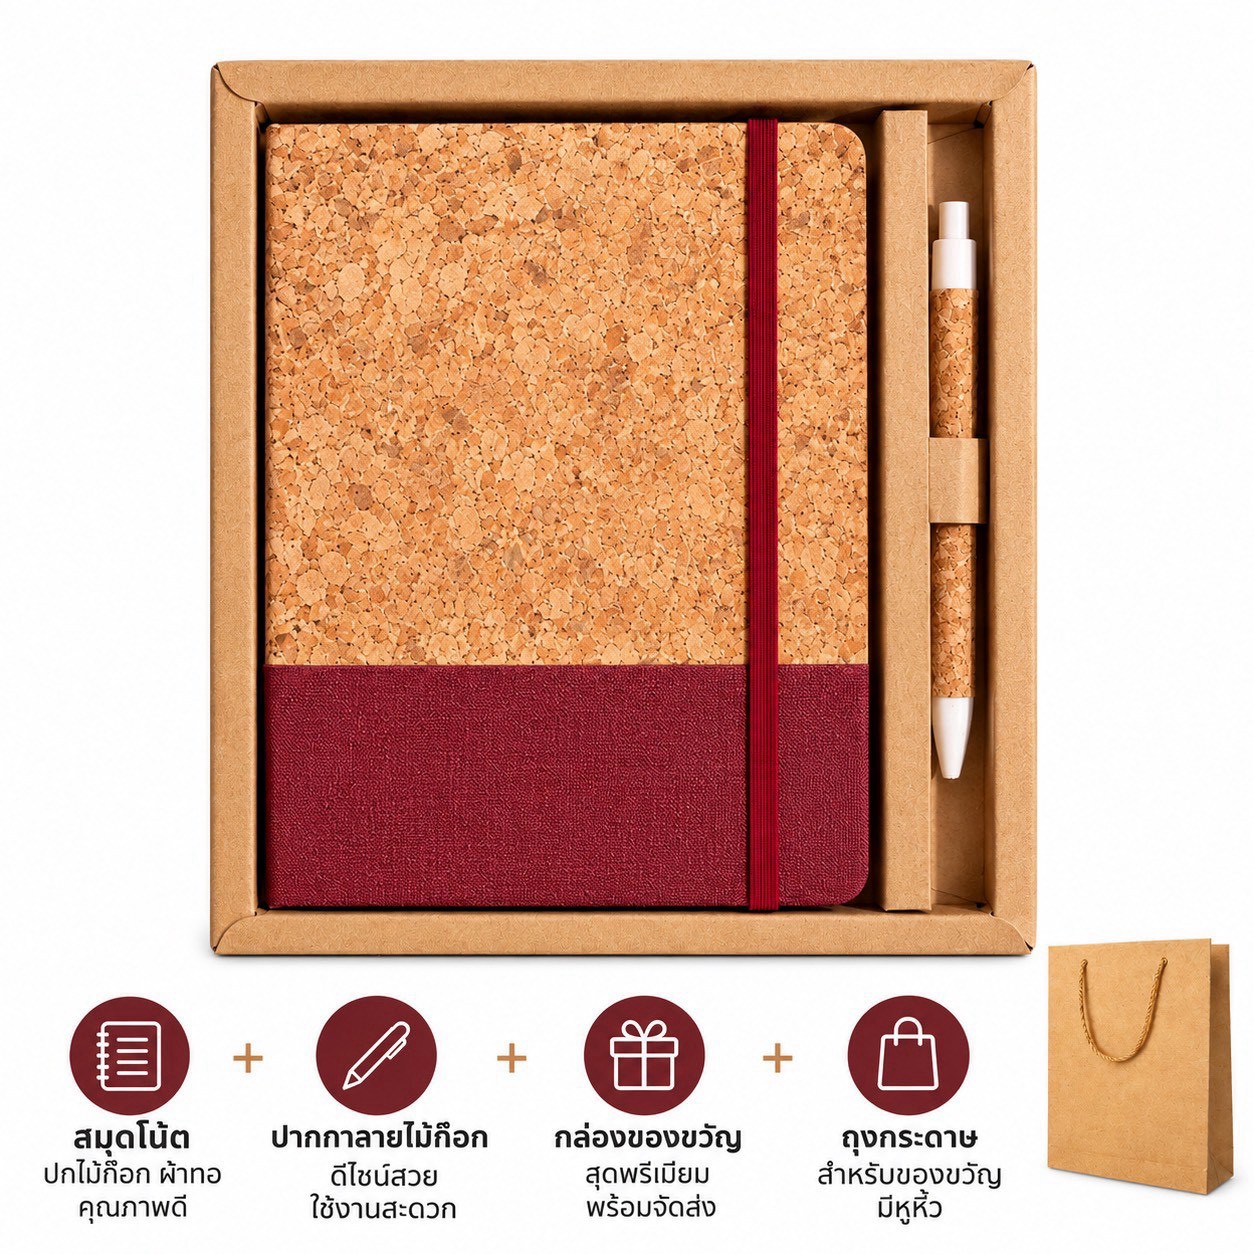 สมุดโน้ต
ปกไม้ก๊อก ผ้าทอ
คุณภาพดี
ปากกาลายไม้ก๊อก
ดีไซน์สวย
ใช้งานสะดวก
กล่องของขวัญ
สุดพรีเมียม
พร้อมจัดส่ง
ถุงกระดาษ
สำหรับของขวัญ
มีหูหิ้ว